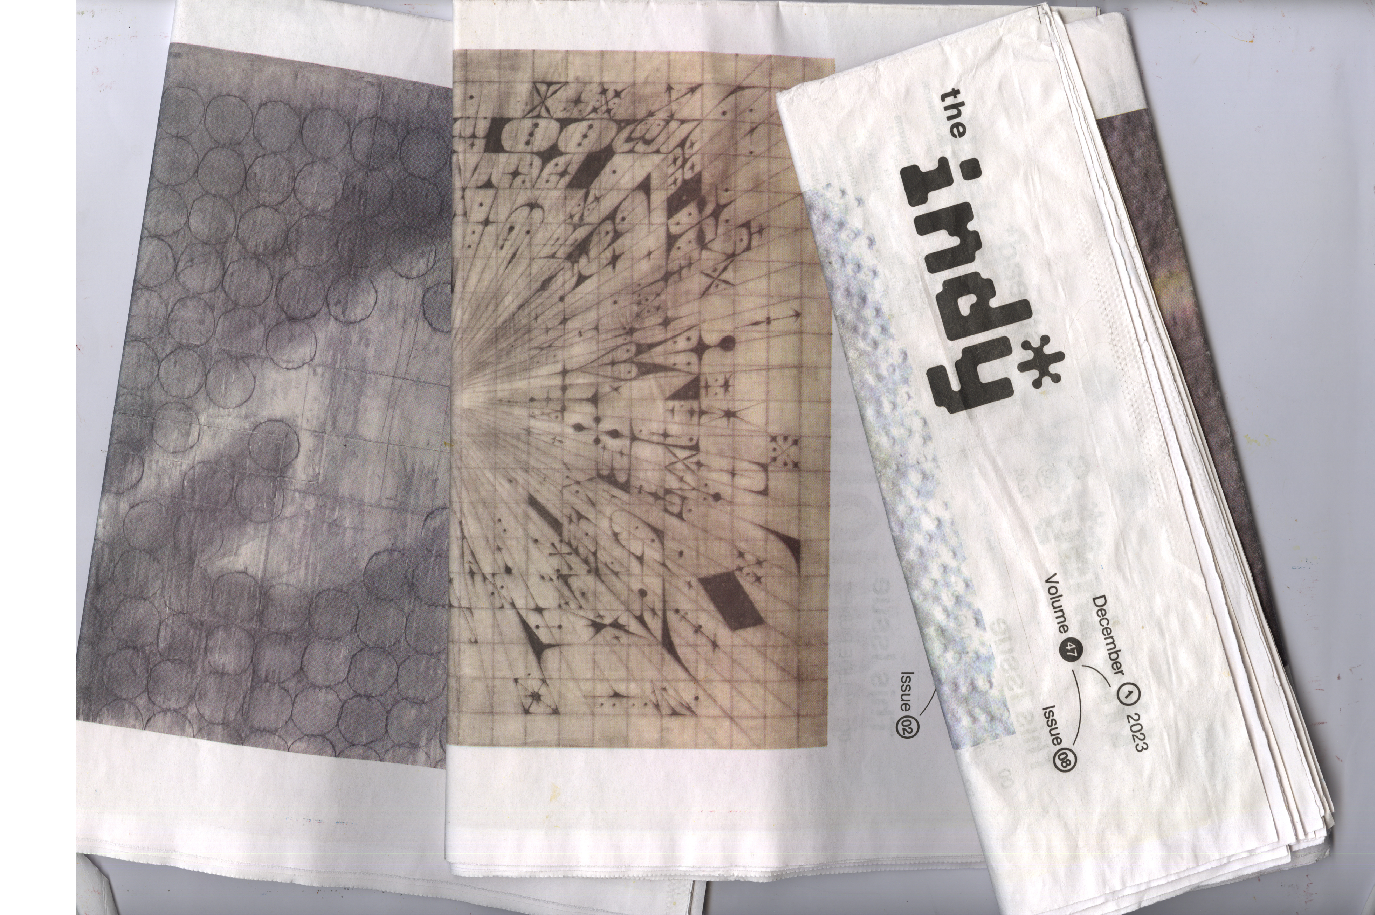 the
indy*
Volume 47
December 1 2023
Issue 08
Issue 02